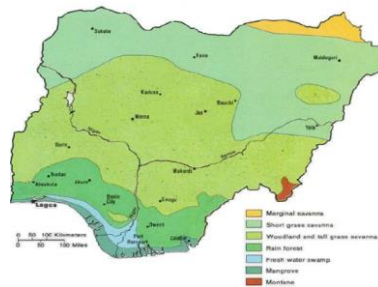 Sokoto
Kano
Maiduguri
Kaduna
Bauchi
Minna
Jos
Yola
Ilorin
Makurdi
Ibadan
Abeokuta
Akure
Benin
City
Enugu
Lagos
Owerri
Port
Harcourt
Calabar
0 50 100 Kilometers
0 50 100 Miles
Marginal savanna
Short grass savanna
Woodland and tall grass savanna
Rain forest
Fresh water swamp
Mangrove
Montane